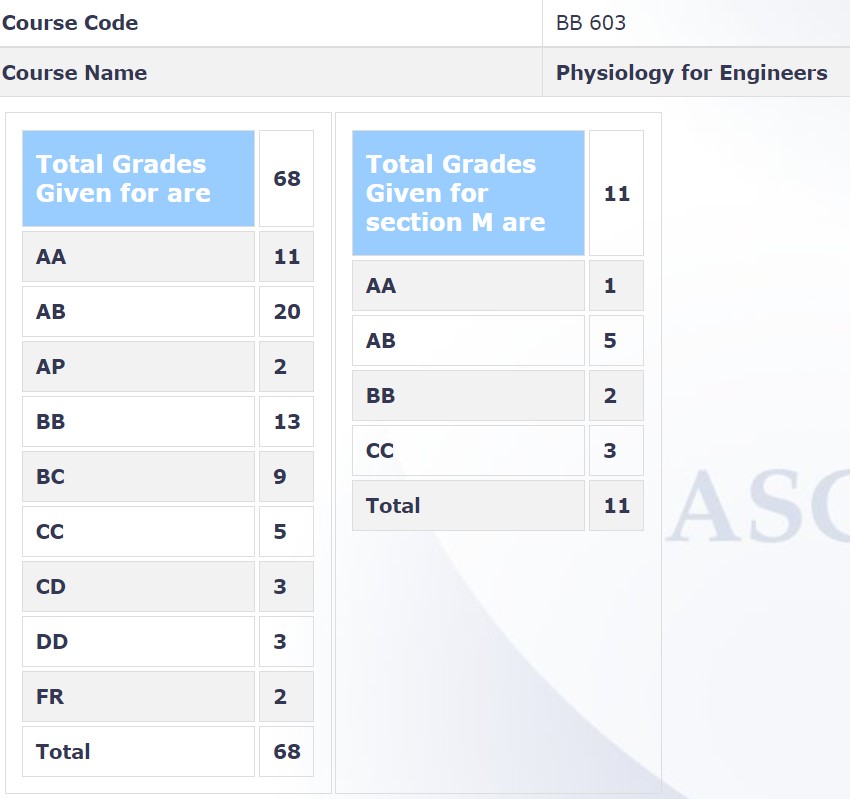 Course Code BB 603
Course Name Physiology for Engineers
Total Grades
Given for are 68
AA 11
AB 20
AP 2
BB 13
BC 9
CC 5
CD 3
DD 3
FR 2
Total 68
Total Grades
Given for
section M are 11
AA 1
AB 5
BB 2
CC 3
Total 11